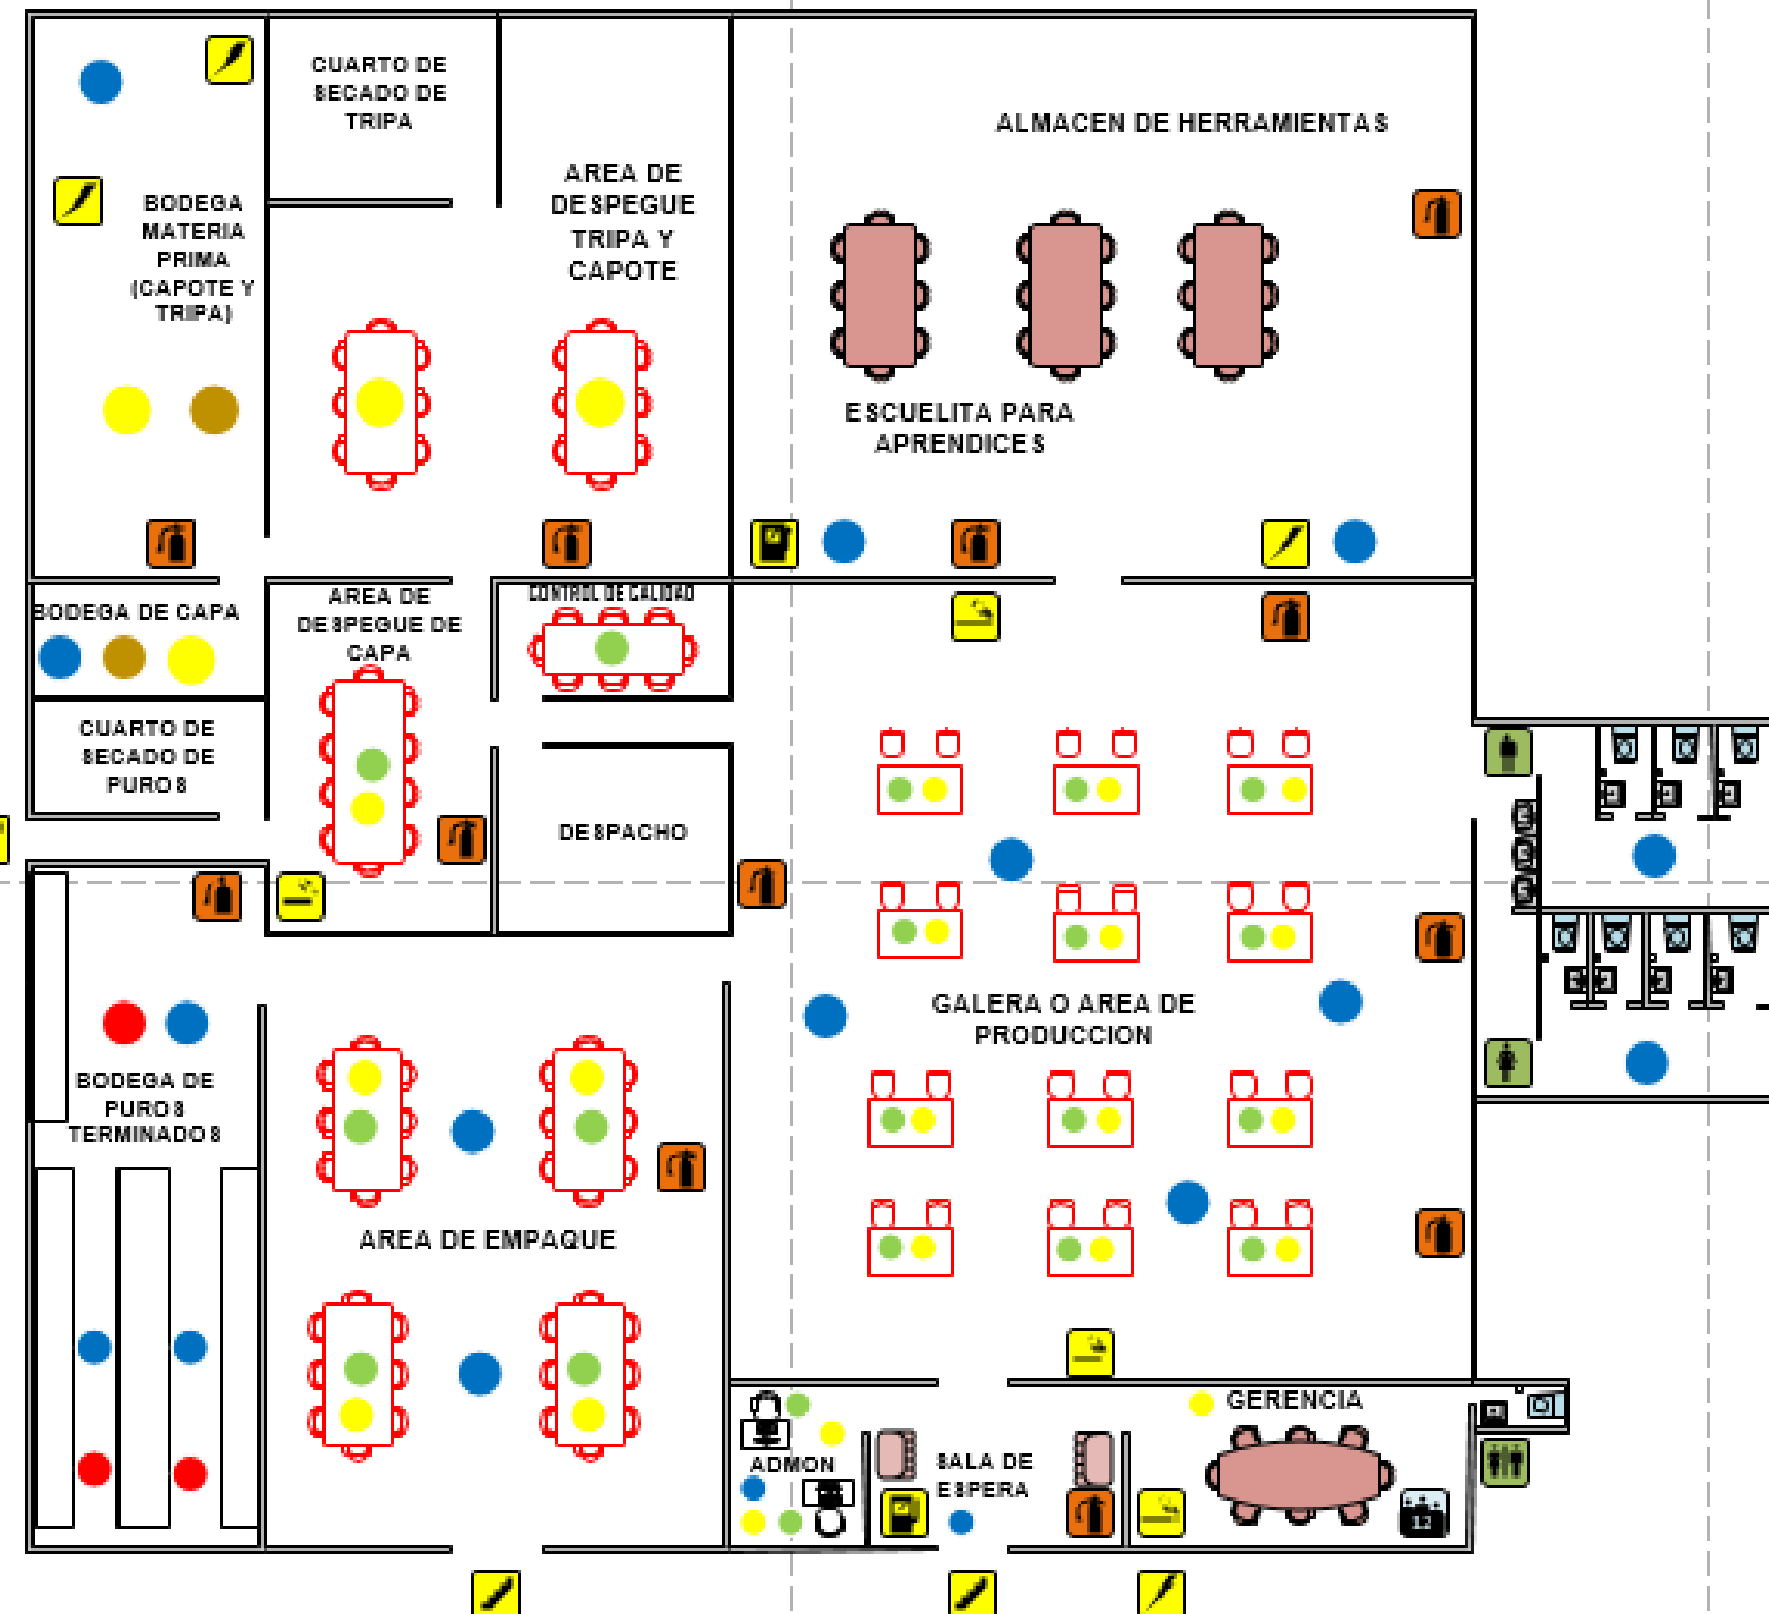 CUARTO DE
SECADO DE
TRIPA
ALMACEN DE HERRAMIENTAS
AREA DE
DESPEGUE
TRIPA Y
CAPOTE
BODEGA
MATERIA
PRIMA
(CAPOTE Y
TRIPA)
ESCUELITA PARA
APRENDICES
BODEGA DE CAPA
AREA DE
DESPEGUE DE
CAPA
CONTROL DE CALIDAD
CUARTO DE
SECADO DE
PUROS
DESPACHO
GALERA O AREA DE
PRODUCCION
BODEGA DE
PUROS
TERMINADOS
AREA DE EMPAQUE
GERENCIA
ADMON
SALA DE
ESPERA
12